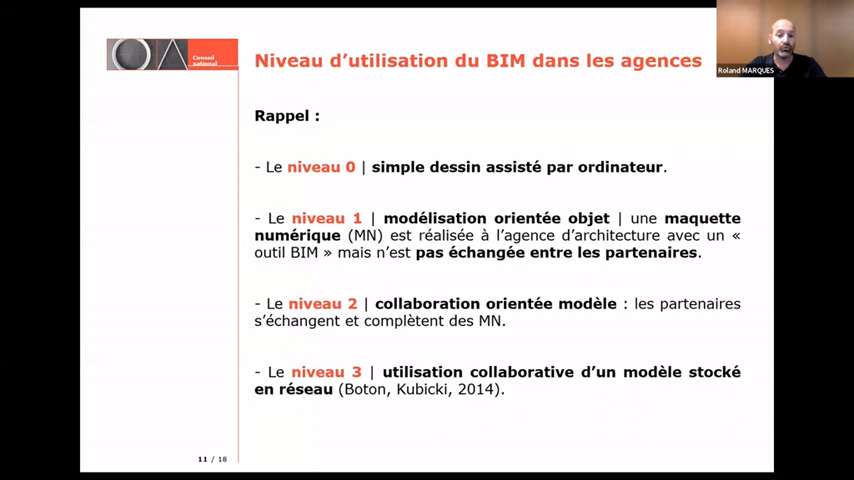 Conseil
national
Niveau d’utilisation du BIM dans les agences
Roland MARQUES
Rappel :
- Le niveau 0 | simple dessin assisté par ordinateur.
- Le niveau 1 | modélisation orientée objet | une maquette
numérique (MN) est réalisée à l’agence d’architecture avec un «
outil BIM » mais n’est pas échangée entre les partenaires.
- Le niveau 2 | collaboration orientée modèle : les partenaires
s’échangent et complètent des MN.
- Le niveau 3 | utilisation collaborative d’un modèle stocké
en réseau (Boton, Kubicki, 2014).
11 / 18